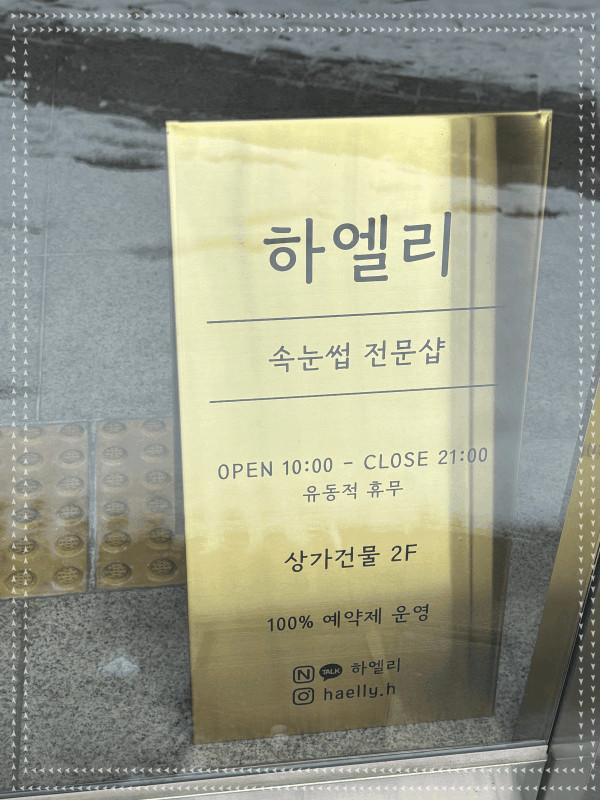 하엘리
속눈썹 전문샵
OPEN 10:00 - CLOSE 21:00
유동적 휴무
상가건물 2F
100% 예약제 운영
N TALK 하엘리
haelly.h